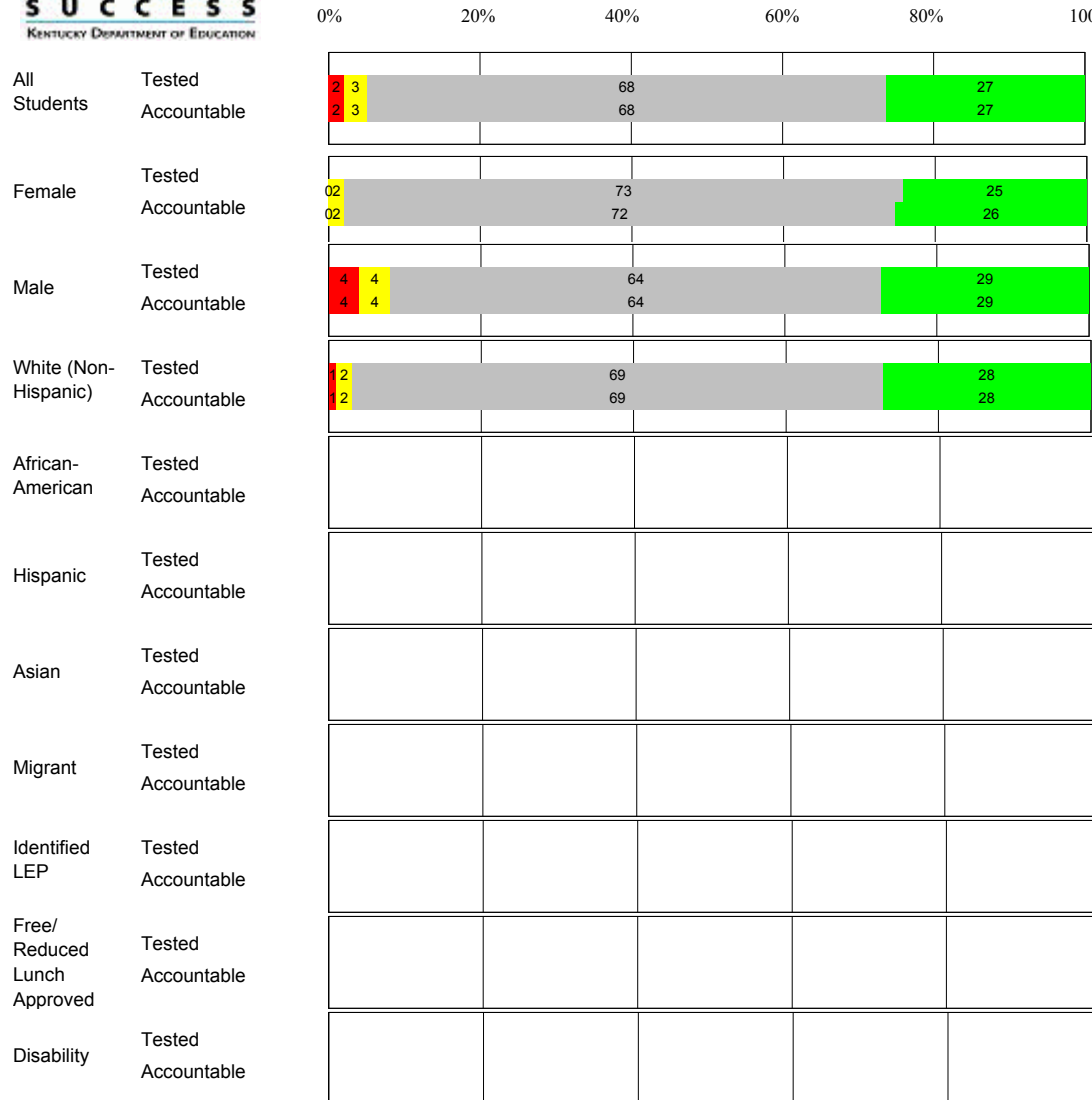 S U C C E S S
KENTUCKY DEPARTMENT OF EDUCATION
0% 20% 40% 60% 80% 100
All Students
Tested 2 3 68 27
Accountable 2 3 68 27
Female
Tested 0 2 73 25
Accountable 0 2 72 26
Male
Tested 4 4 64 29
Accountable 4 4 64 29
White (Non-
Hispanic)
Tested 1 2 69 28
Accountable 1 2 69 28
African-
American
Tested
Accountable
Hispanic
Tested
Accountable
Asian
Tested
Accountable
Migrant
Tested
Accountable
Identified
LEP
Tested
Accountable
Free/
Reduced
Lunch
Approved
Tested
Accountable
Disability
Tested
Accountable